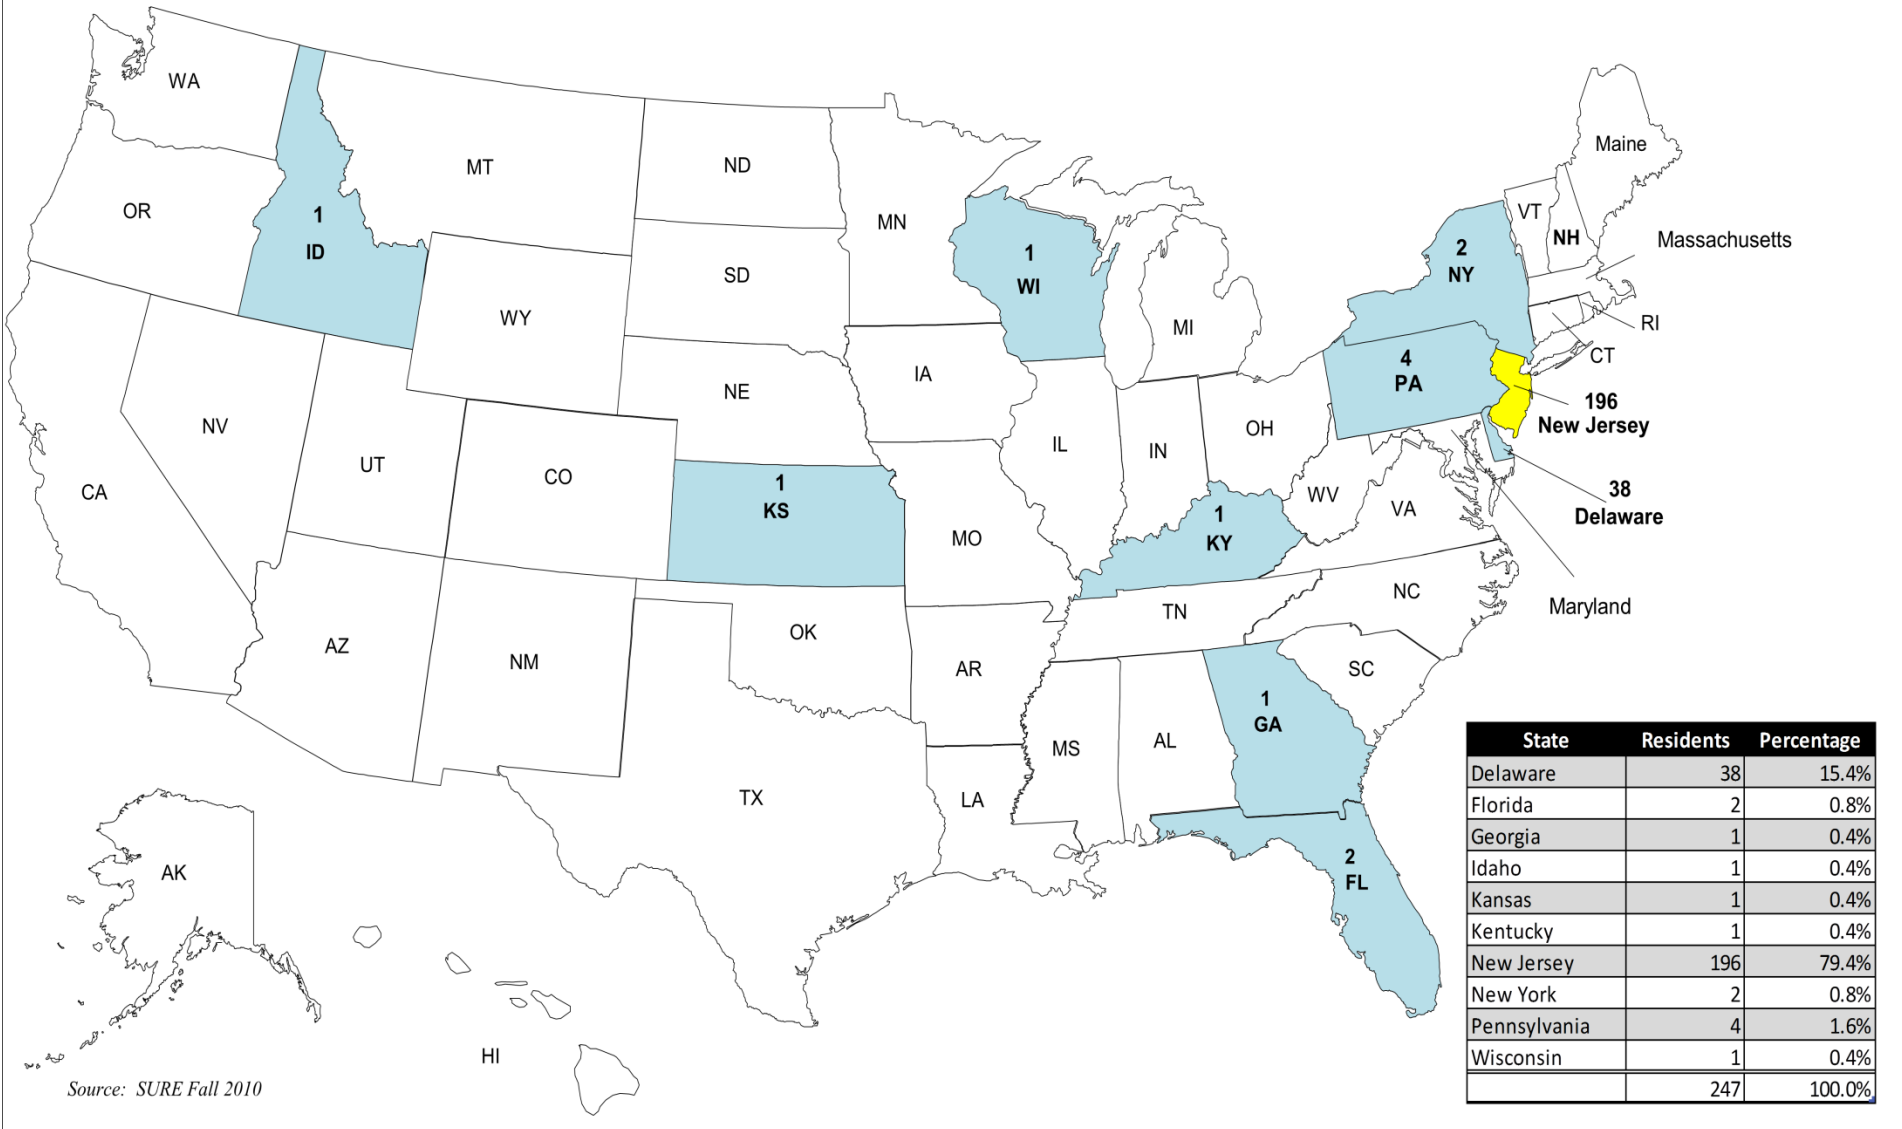 WA
MT
ND
MN
Maine
OR
1
ID
SD
1
WI
MI
2
NY
VT
NH
Massachusetts
RI
CT
WY
IA
NE
4
PA
196
New Jersey
NV
UT
CO
1
KS
IL
IN
OH
WV
VA
38
Delaware
CA
MO
1
KY
Maryland
AZ
NM
OK
AR
TN
NC
SC
1
GA
MS
AL
TX
LA
2
FL
AK
HI
State Residents Percentage
Delaware 38 15.4%
Florida 2 0.8%
Georgia 1 0.4%
Idaho 1 0.4%
Kansas 1 0.4%
Kentucky 1 0.4%
New Jersey 196 79.4%
New York 2 0.8%
Pennsylvania 4 1.6%
Wisconsin 1 0.4%
247 100.0%
Source: SURE Fall 2010